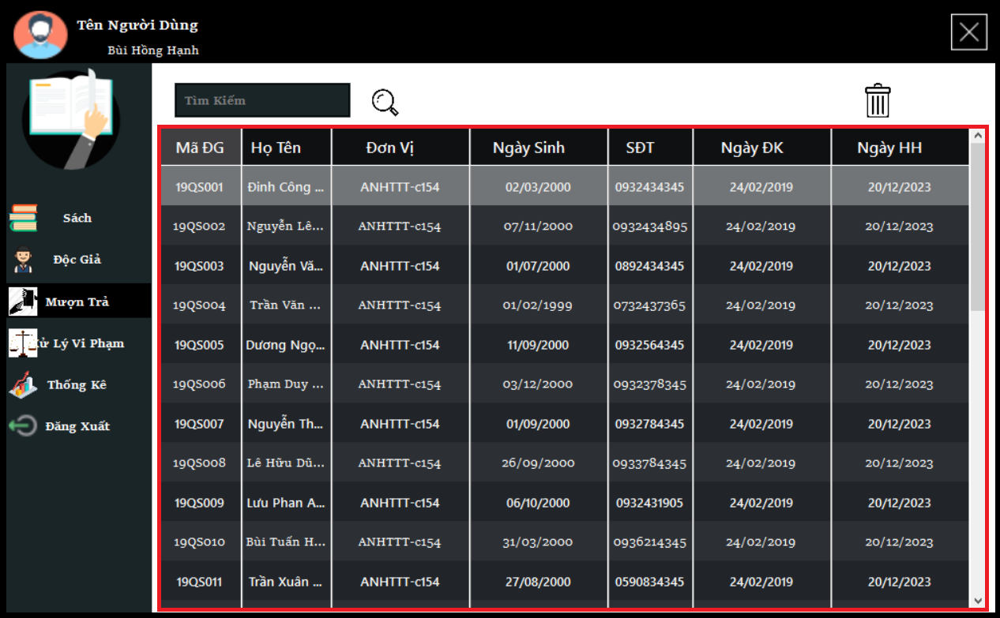 Tên Người Dùng
Bùi Hồng Hạnh
Tìm Kiếm
Sách
Độc Giả
Mượn Trả
Xử Lý Vi Phạm
Thống Kê
Đăng Xuất
Mã ĐG Họ Tên Đơn Vị Ngày Sinh SĐT Ngày ĐK Ngày HH
19QS001 Đinh Công ... ANHTTT-c154 02/03/2000 0932434345 24/02/2019 20/12/2023
19QS002 Nguyễn Lê... ANHTTT-c154 07/11/2000 0932434895 24/02/2019 20/12/2023
19QS003 Nguyễn Vă... ANHTTT-c154 01/07/2000 0892434345 24/02/2019 20/12/2023
19QS004 Trần Văn ... ANHTTT-c154 01/02/1999 0732437365 24/02/2019 20/12/2023
19QS005 Dương Ngọ... ANHTTT-c154 11/09/2000 0932564345 24/02/2019 20/12/2023
19QS006 Phạm Duy ... ANHTTT-c154 03/12/2000 0932378345 24/02/2019 20/12/2023
19QS007 Nguyễn Th... ANHTTT-c154 01/09/2000 0932784345 24/02/2019 20/12/2023
19QS008 Lê Hữu Dũ... ANHTTT-c154 26/09/2000 0933784345 24/02/2019 20/12/2023
19QS009 Lưu Phan A... ANHTTT-c154 06/10/2000 0932431905 24/02/2019 20/12/2023
19QS010 Bùi Tuấn H... ANHTTT-c154 31/03/2000 0936214345 24/02/2019 20/12/2023
19QS011 Trần Xuân ... ANHTTT-c154 27/08/2000 0590834345 24/02/2019 20/12/2023